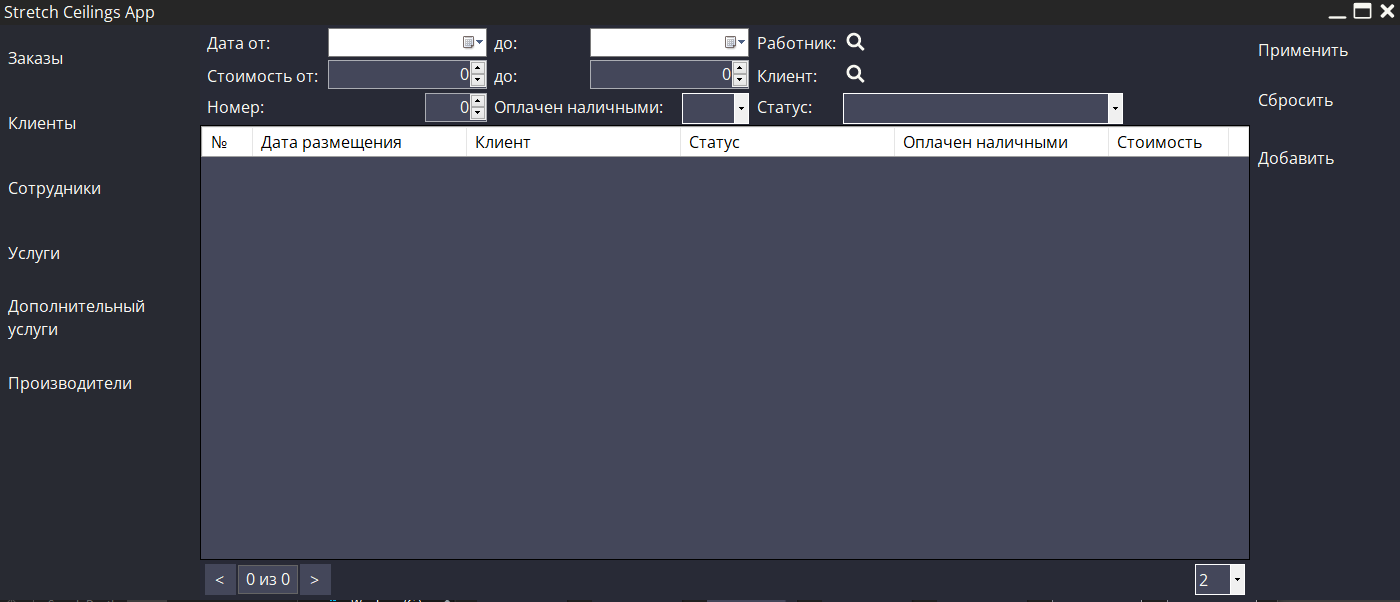 Stretch Ceilings App
Заказы
Клиенты
Сотрудники
Услуги
Дополнительный
услуги
Производители
Дата от: до: Работник:
Стоимость от: 0 до: 0 Клиент:
Номер: 0 Оплачен наличными: Статус:
№ Дата размещения Клиент Статус Оплачен наличными Стоимость
< 0 из 0 > 2
Применить
Сбросить
Добавить